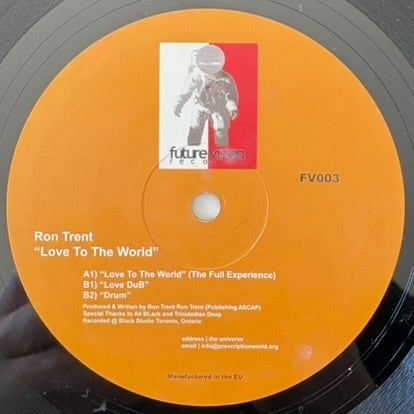 future vision
records
FV003
Ron Trent
"Love To The World"
A1) "Love To The World" (The Full Experience)
B1) "Love DuB"
B2) "Drum"
Produced & Written by Ron Trent Ron Trent (Publishing ASCAP)
Special Thanks to Ali BLack and Trinidadian Deep
Recorded @ Black Studio Toronto, Ontario
address | the universe
email | info@prescriptionworld.org
Manufactured in the EU